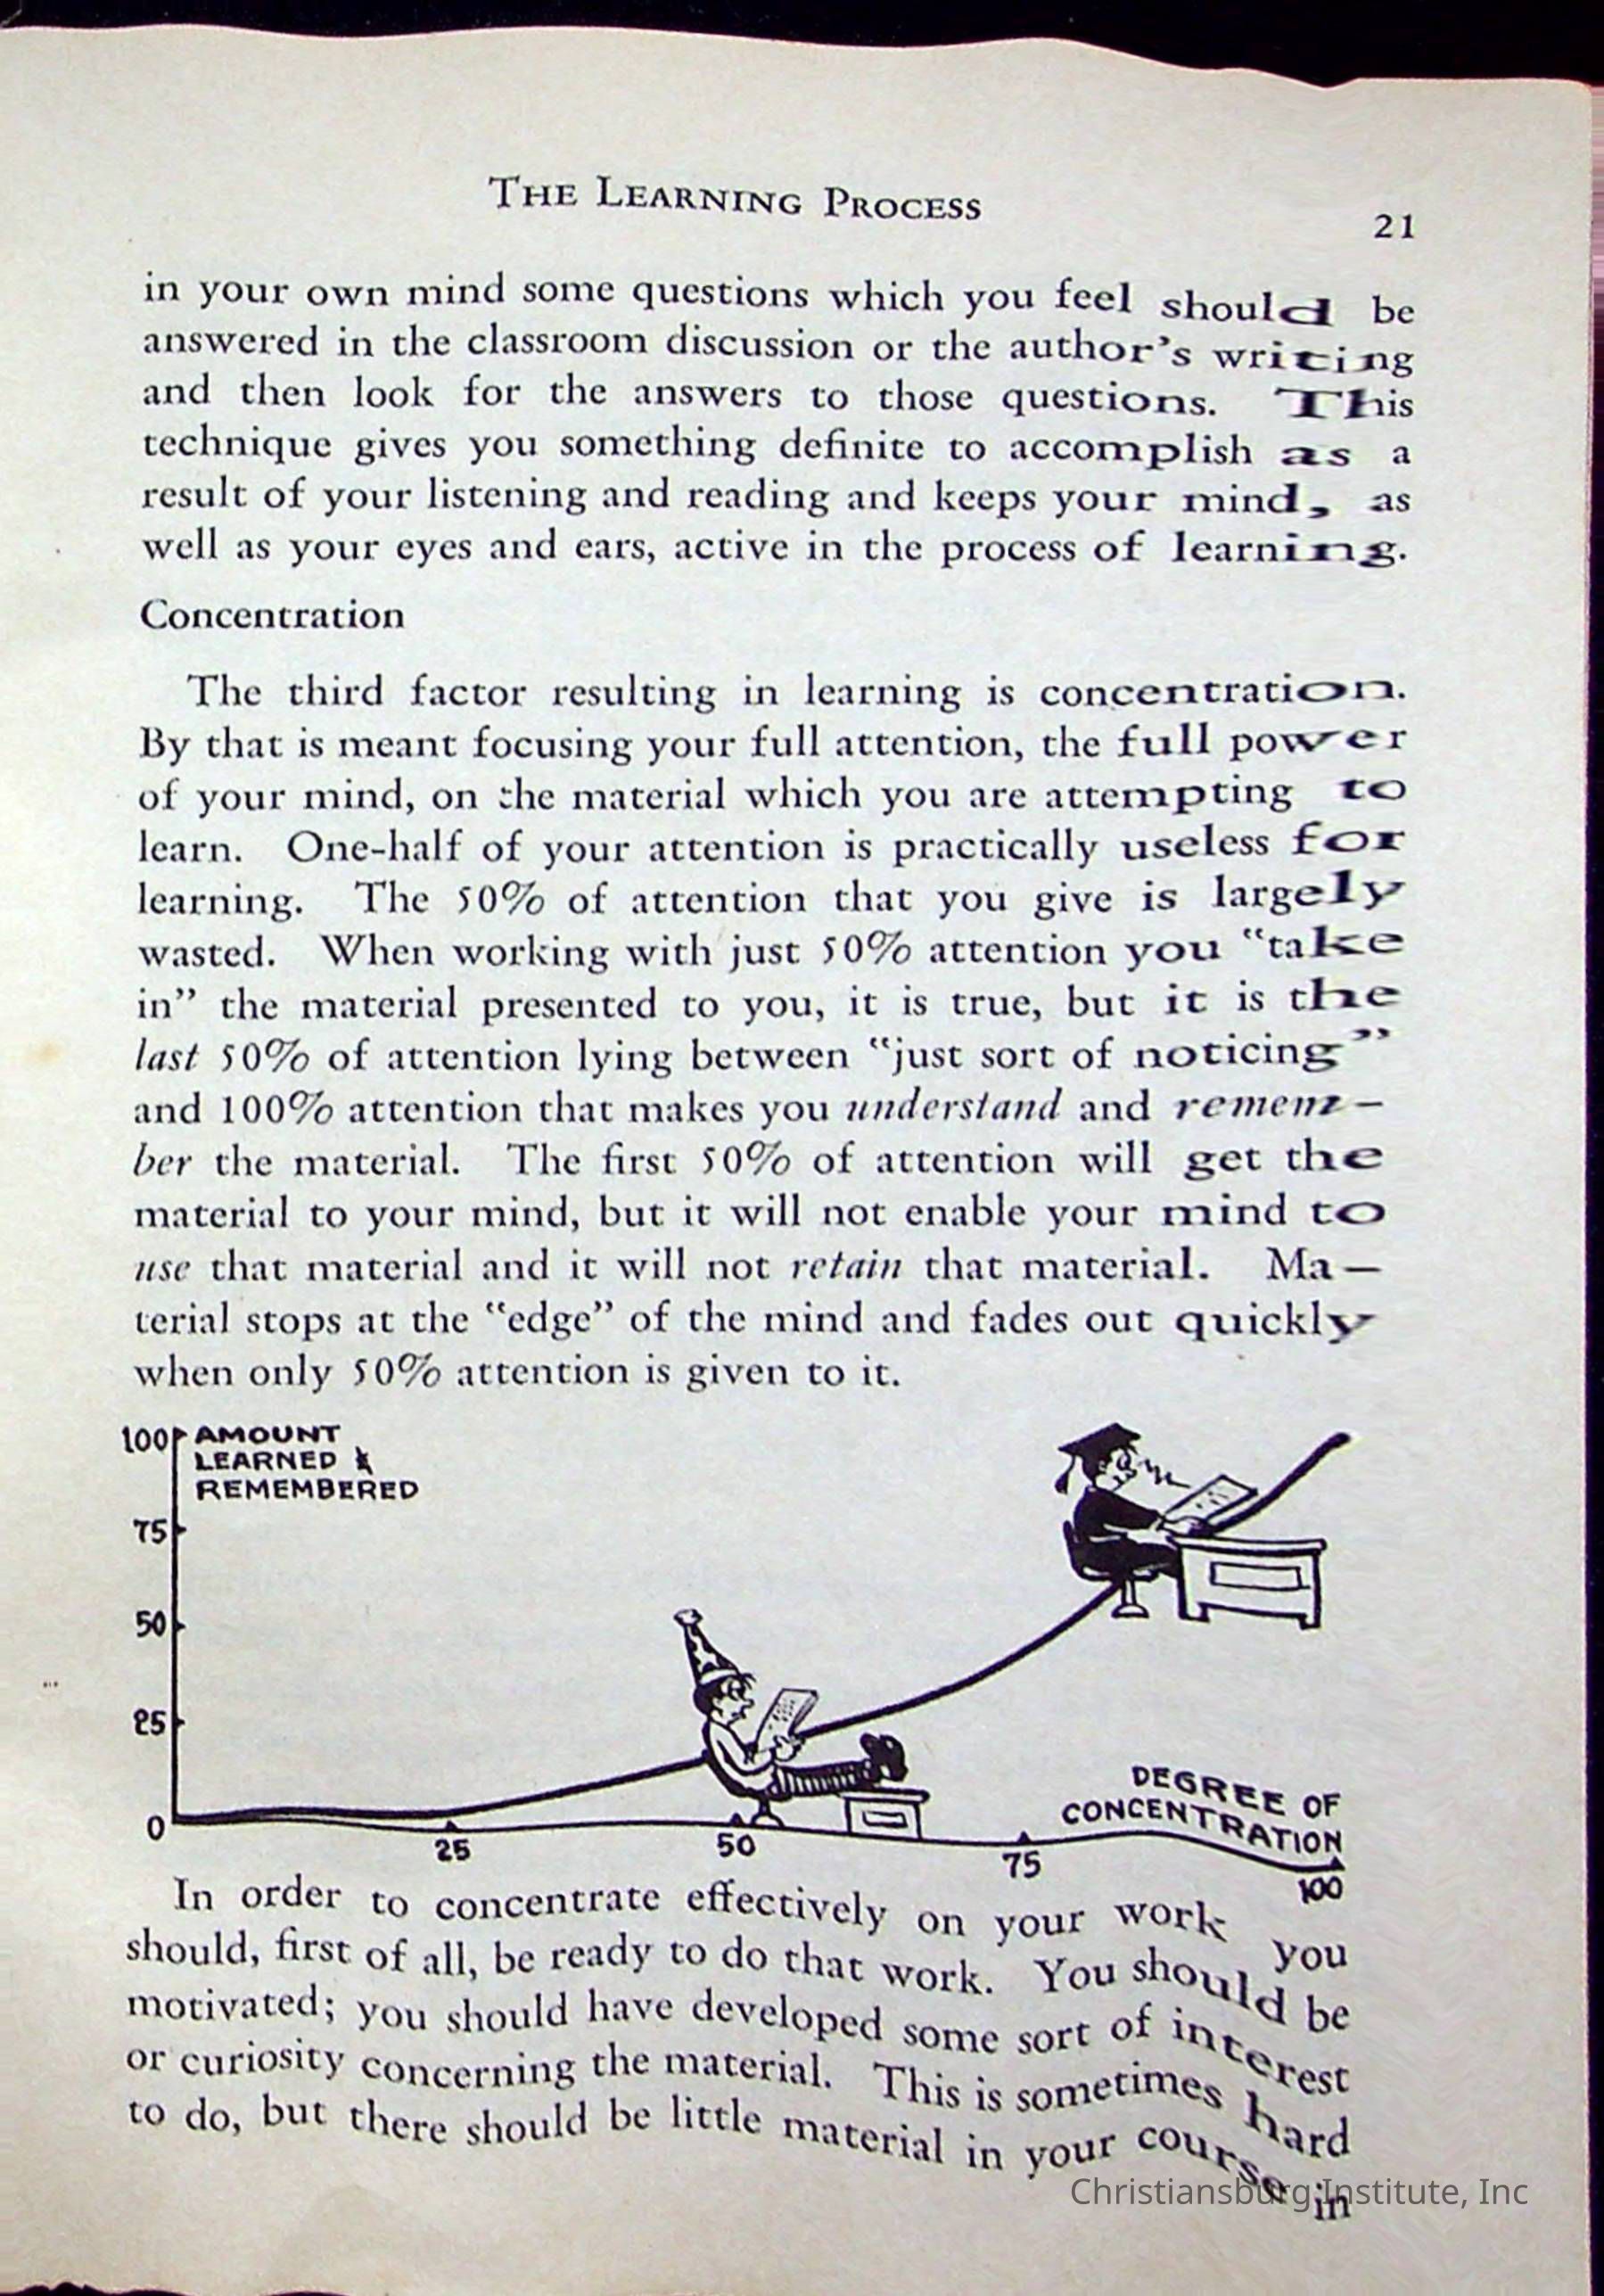 THE LEARNING PROCESS
21
in your own mind some questions which you feel should be
answered in the classroom discussion or the author's writing
and then look for the answers to those questions. This
technique gives you something definite to accomplish as a
result of your listening and reading and keeps your mind, as
well as your eyes and ears, active in the process of learning.
Concentration
The third factor resulting in learning is concentration.
By that is meant focusing your full attention, the full power
of your mind, on the material which you are attempting to
learn. One-half of your attention is practically useless for
learning. The 50% of attention that you give is largely
wasted. When working with just 50% attention you "take
in" the material presented to you, it is true, but it is the
last 50% of attention lying between "just sort of noticing"
and 100% attention that makes you understand and remem-
ber the material. The first 50% of attention will get the
material to your mind, but it will not enable your mind to
use that material and it will not retain that material. Ma-
terial stops at the "edge" of the mind and fades out quickly
when only 50% attention is given to it.
100
AMOUNT
LEARNED &
REMEMBERED
75
50
25
0
25
50
75
100
DEGREE OF
CONCENTRATION
In order to concentrate effectively on your work you
should, first of all, be ready to do that work. You should be
motivated; you should have developed some sort of interest
or curiosity concerning the material. This is sometimes hard
to do, but there should be little material in your course in
Christiansburg Institute, Inc